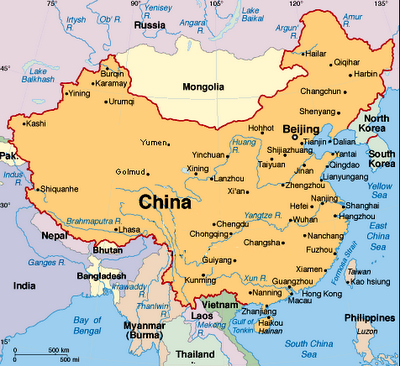 75°
90°
105°
120°
135°
Irtysh
R.
Ob' R.
Yenisey
R.
Angara
R.
Lake
Baikal
Argun'
R.
Amur
R.
Russia
45°
Lake
Balkhash
Burqin
Karamay
Yining
Urumqi
Mongolia
Hailar
Qiqihar
Harbin
Changchun
Shenyang
Kashi
Yumen
Hohhot
Beijing
Tianjin
Dalian
North
Korea
Pak.
Indus
R.
Golmud
Yinchuan
Huang
R.
Xining
Lanzhou
Shijiazhuang
Taiyuan
Jinan
Yantai
Qingdao
Lianyungang
South
Korea
Yellow
Sea
Shiquanhe
China
Xi'an
Zhengzhou
Nanjing
Hefei
Shanghai
Hangzhou
30°
Brahmaputra R.
Lhasa
Chengdu
Chongqing
Yangtze R.
Wuhan
Changsha
Nanchang
Fuzhou
East
China
Sea
Nepal
Bhutan
Ganges R.
Bangladesh
Irrawaddy
R.
India
Guiyang
Kunming
Xun R.
Nanning
Guangzhou
Xiamen
Formosa Strait
Taiwan
Kao hsiung
Hong Kong
Macau
Zhanjiang
Haikou
Hainan
Vietnam
Gulf of
Tonkin
Thanlwin
R.
Laos
Mekong
R.
Bay
of
Bengal
Myanmar
(Burma)
Thailand
South China
Sea
Philippines
Luzon
0
500 km
0
500 mi